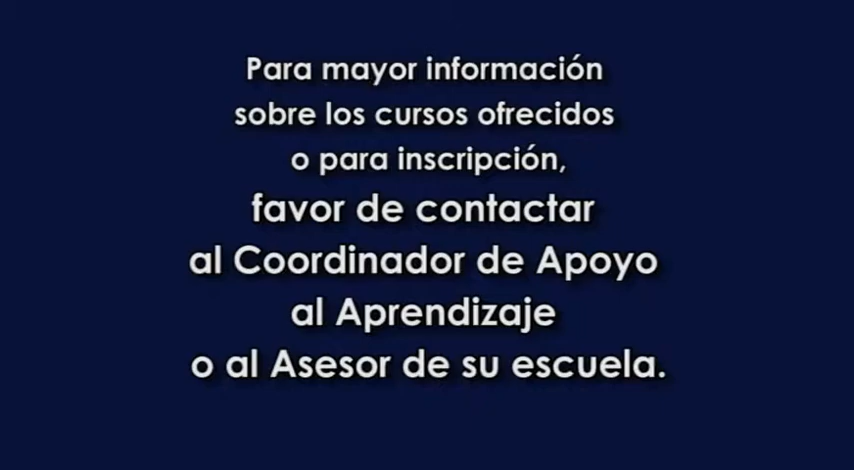 Para mayor información
sobre los cursos ofrecidos
o para inscripción,
favor de contactar
al Coordinador de Apoyo
al Aprendizaje
o al Asesor de su escuela.